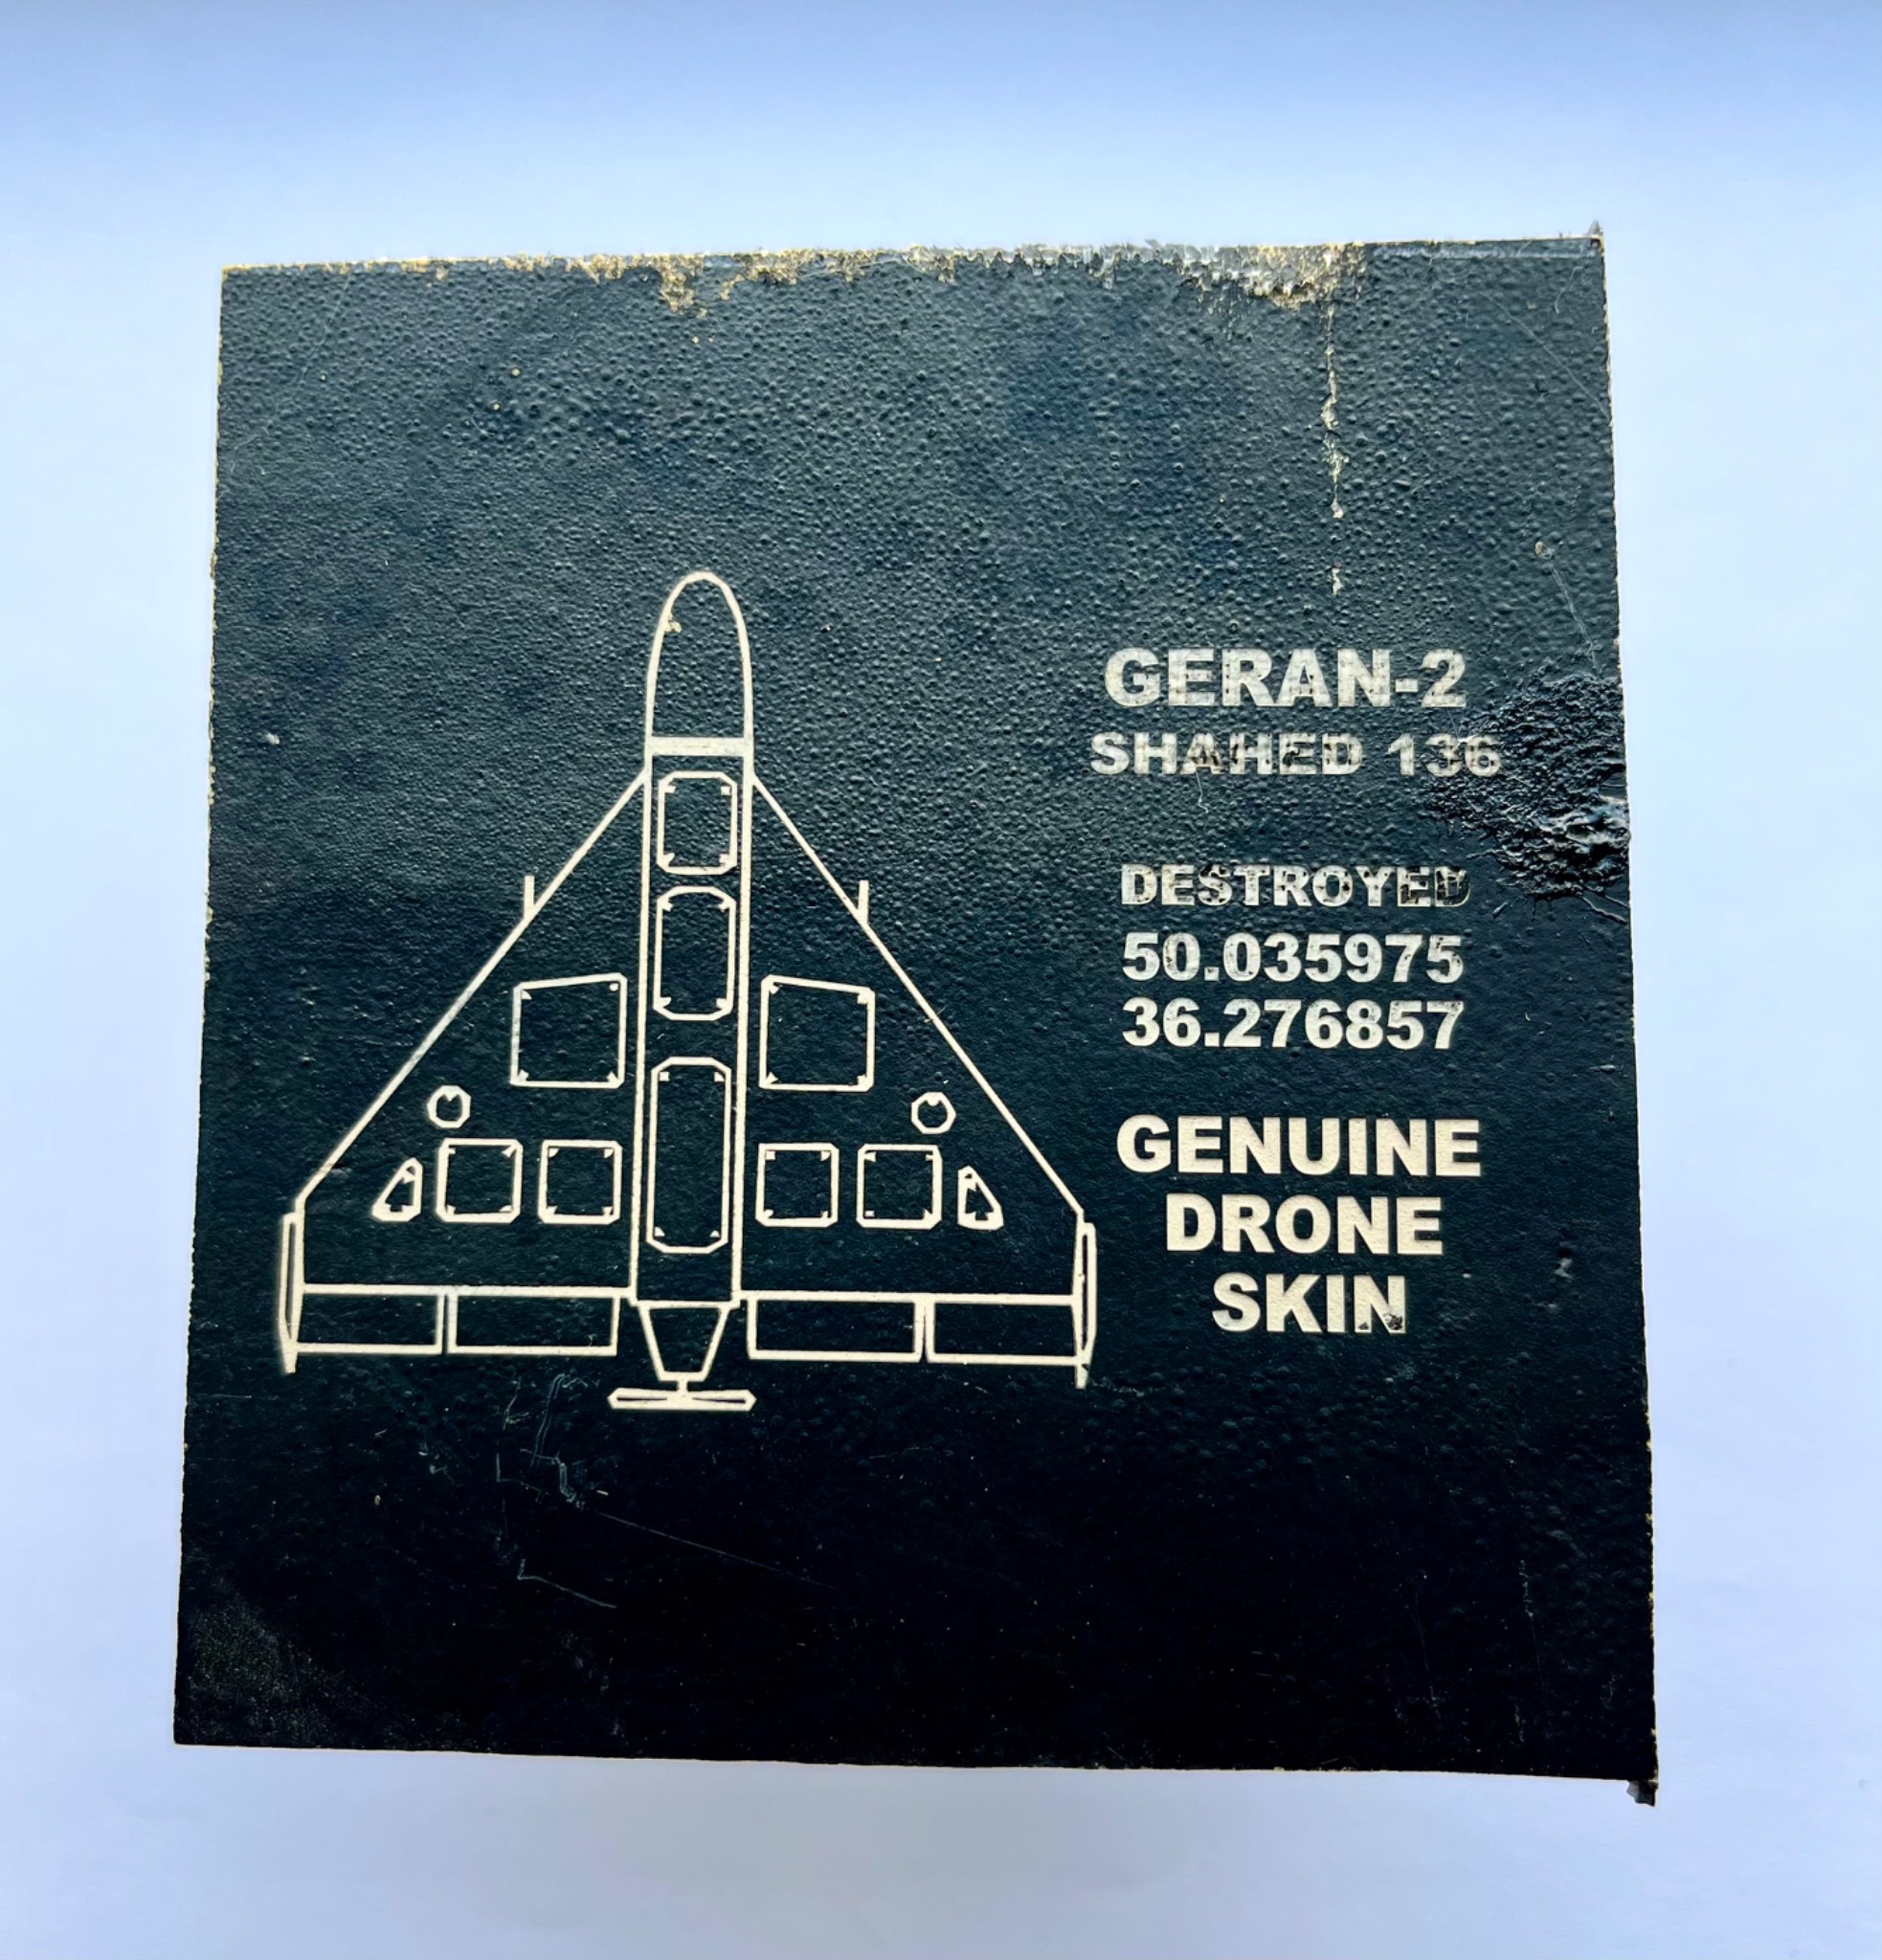 GERAN-2
SHAHED 136
DESTROYED
50.035975
36.276857
GENUINE
DRONE
SKIN